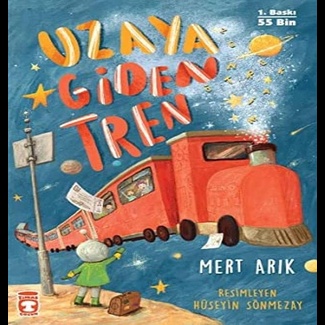 1. Baskı
55 Bin
UZAYA
GİDEN
TREN
MERT ARIK
RESİMLEYEN
HÜSEYİN SÖNMEZAY